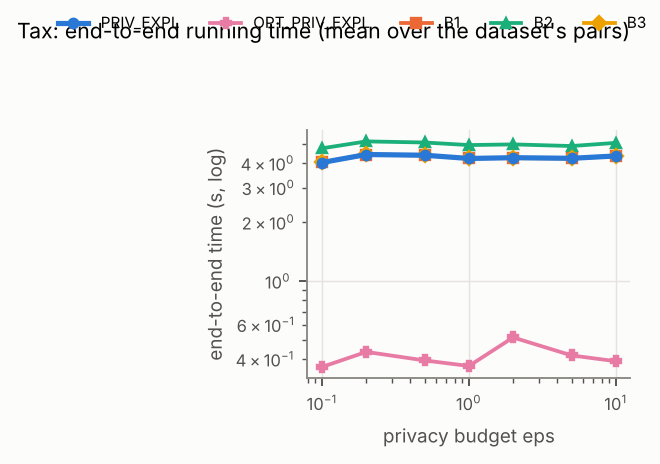 PRIV_EXPL OPT_PRIV_EXPL B1 B2 B3
Tax: end-to-end running time (mean over the dataset's pairs)
end-to-end time (s, log)
4 × 10⁰
3 × 10⁰
2 × 10⁰
10⁰
6 × 10⁻¹
4 × 10⁻¹
10⁻¹ 10⁰ 10¹
privacy budget eps